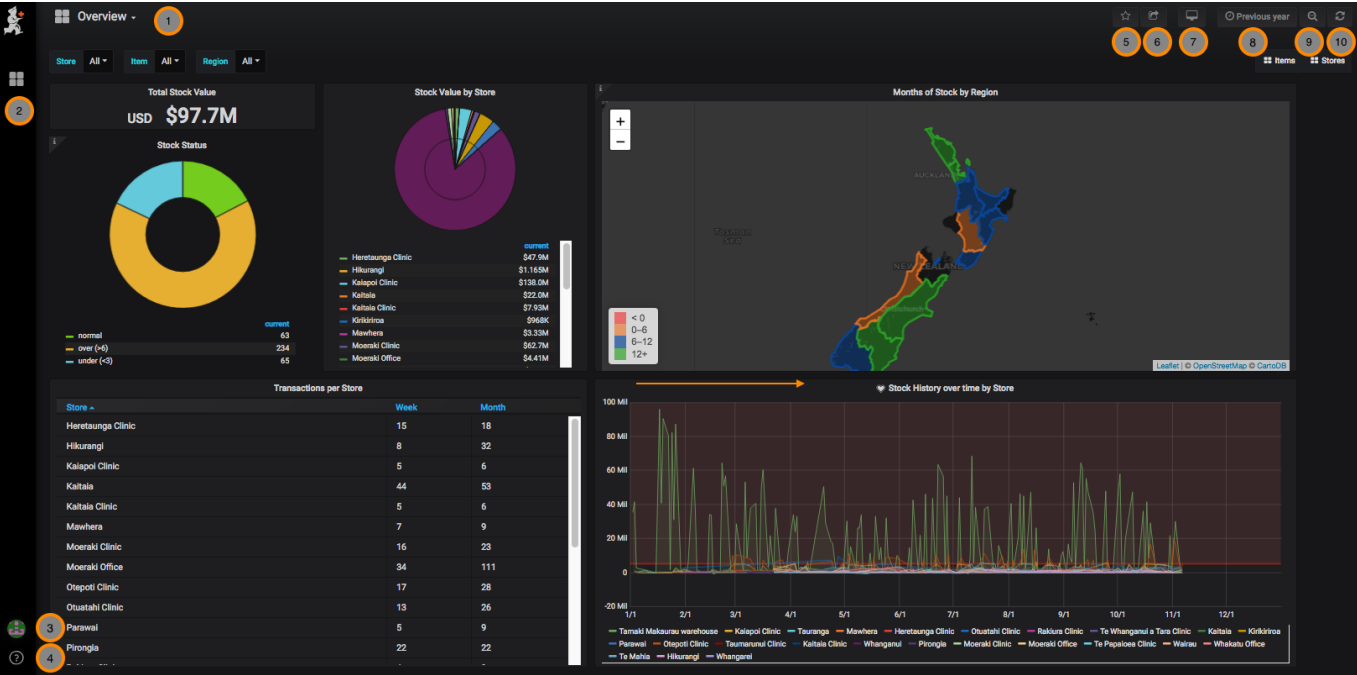 Overview
1
Previous year
5
6
7
8
9
10
Store All Item All Region All
Items Stores
2
Total Stock Value
USD $97.7M
Stock Status
current
normal 63
over (>6) 234
under (<3) 65
Stock Value by Store
current
Heretaunga Clinic $47.9M
Hikurangi $1.165M
Kaiapoi Clinic $138.0M
Kaitaia $22.0M
Kaitaia Clinic $7.93M
Kirikiriroa $968K
Mawhera $3.33M
Moeraki Clinic $62.7M
Moeraki Office $4.41M
Months of Stock by Region
+
−
AUCKLAND
Tasman
Sea
NEW ZEALAND
< 0
0–6
6–12
12+
Leaflet | © OpenStreetMap © CartoDB
Transactions per Store
Store Week Month
Heretaunga Clinic 15 18
Hikurangi 8 32
Kaiapoi Clinic 5 6
Kaitaia 44 53
Kaitaia Clinic 5 6
Mawhera 7 9
Moeraki Clinic 16 23
Moeraki Office 34 111
Otepoti Clinic 17 28
Otuatahi Clinic 13 26
Parawai 5 9
Pirongia 22 22
3
4
?
Stock History over time by Store
100 Mil
80 Mil
60 Mil
40 Mil
20 Mil
0
-20 Mil
1/1 2/1 3/1 4/1 5/1 6/1 7/1 8/1 9/1 10/1 11/1 12/1
Tamaki Makaurau warehouse Kaiapoi Clinic Tauranga Mawhera Heretaunga Clinic Otuatahi Clinic Rakiura Clinic Te Whanganui a Tara Clinic Kaitaia Kirikiriroa
Parawai Otepoti Clinic Taumarunui Clinic Kaitaia Clinic Whanganui Pirongia Moeraki Clinic Moeraki Office Te Papaioea Clinic Wairau Whakatu Office
Te Mahia Hikurangi Whangarei